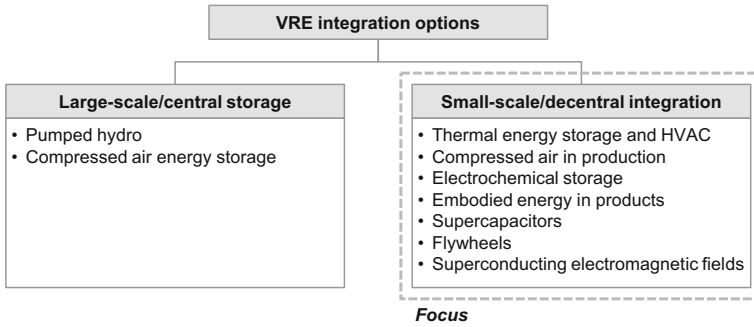 VRE integration options
Large-scale/central storage
• Pumped hydro
• Compressed air energy storage
Small-scale/decentral integration
• Thermal energy storage and HVAC
• Compressed air in production
• Electrochemical storage
• Embodied energy in products
• Supercapacitors
• Flywheels
• Superconducting electromagnetic fields
Focus